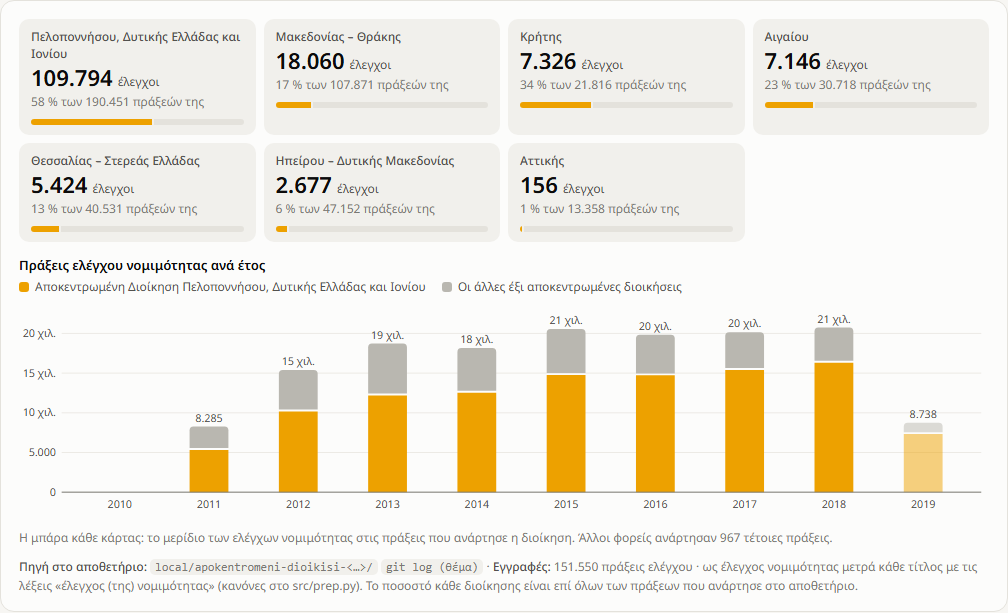 Πελοποννήσου, Δυτικής Ελλάδας και
Ιονίου
109.794 έλεγχοι
58 % των 190.451 πράξεών της
Μακεδονίας – Θράκης
18.060 έλεγχοι
17 % των 107.871 πράξεών της
Κρήτης
7.326 έλεγχοι
34 % των 21.816 πράξεών της
Αιγαίου
7.146 έλεγχοι
23 % των 30.718 πράξεών της
Θεσσαλίας – Στερεάς Ελλάδας
5.424 έλεγχοι
13 % των 40.531 πράξεών της
Ηπείρου – Δυτικής Μακεδονίας
2.677 έλεγχοι
6 % των 47.152 πράξεών της
Αττικής
156 έλεγχοι
1 % των 13.358 πράξεών της
Πράξεις ελέγχου νομιμότητας ανά έτος
Αποκεντρωμένη Διοίκηση Πελοποννήσου, Δυτικής Ελλάδας και Ιονίου
Οι άλλες έξι αποκεντρωμένες διοικήσεις
20 χιλ.
15 χιλ.
10 χιλ.
5.000
0
8.285
15 χιλ.
19 χιλ.
18 χιλ.
21 χιλ.
20 χιλ.
20 χιλ.
21 χιλ.
8.738
2010 2011 2012 2013 2014 2015 2016 2017 2018 2019
Η μπάρα κάθε κάρτας: το μερίδιο των ελέγχων νομιμότητας στις πράξεις που ανάρτησε η διοίκηση. Άλλοι φορείς ανάρτησαν 967 τέτοιες πράξεις.
Πηγή στο αποθετήριο: local/apokentromeni-dioikisi-<…>/ git log (θέμα) · Εγγραφές: 151.550 πράξεις ελέγχου · ως έλεγχος νομιμότητας μετρά κάθε τίτλος με τις
λέξεις «έλεγχος (της) νομιμότητας» (κανόνες στο src/prep.py). Το ποσοστό κάθε διοίκησης είναι επί όλων των πράξεων που ανάρτησε στο αποθετήριο.